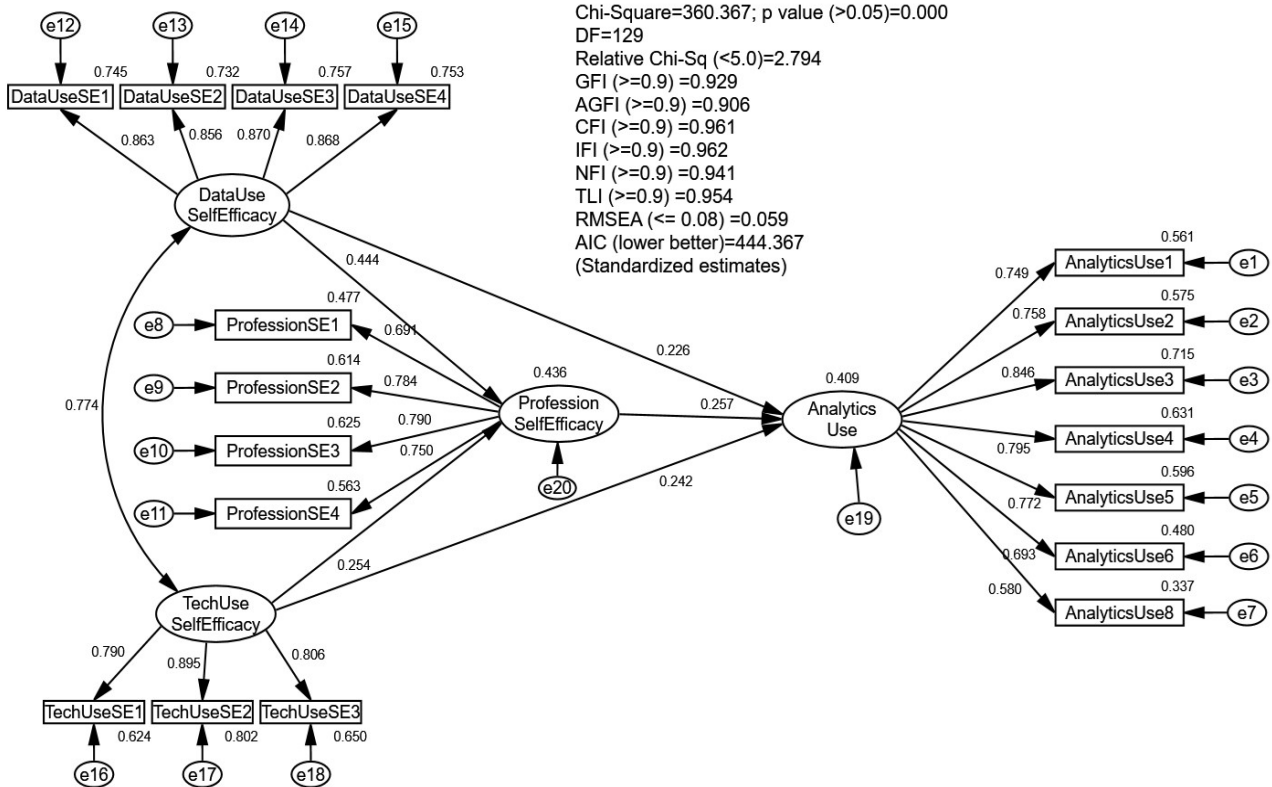 Chi-Square=360.367; p value (>0.05)=0.000
DF=129
Relative Chi-Sq (<5.0)=2.794
GFI (>=0.9) =0.929
AGFI (>=0.9) =0.906
CFI (>=0.9) =0.961
IFI (>=0.9) =0.962
NFI (>=0.9) =0.941
TLI (>=0.9) =0.954
RMSEA (<= 0.08) =0.059
AIC (lower better)=444.367
(Standardized estimates)
e12 e13 e14 e15
0.745 0.732 0.757 0.753
DataUseSE1 DataUseSE2 DataUseSE3 DataUseSE4
0.863 0.856 0.870 0.868
DataUse
SelfEfficacy
0.444
0.226
0.774
0.477
e8 ProfessionSE1 0.691
0.614
e9 ProfessionSE2 0.784
0.625
e10 ProfessionSE3 0.790
0.750
0.563
e11 ProfessionSE4
0.436
Profession
SelfEfficacy
e20
0.257
0.242
0.254
0.409
Analytics
Use
e19
0.561
0.749 AnalyticsUse1 e1
0.575
0.758 AnalyticsUse2 e2
0.715
0.846 AnalyticsUse3 e3
0.631
0.795 AnalyticsUse4 e4
0.596
0.772 AnalyticsUse5 e5
0.480
0.693 AnalyticsUse6 e6
0.337
0.580 AnalyticsUse8 e7
TechUse
SelfEfficacy
0.790 0.895 0.806
TechUseSE1 TechUseSE2 TechUseSE3
0.624 0.802 0.650
e16 e17 e18